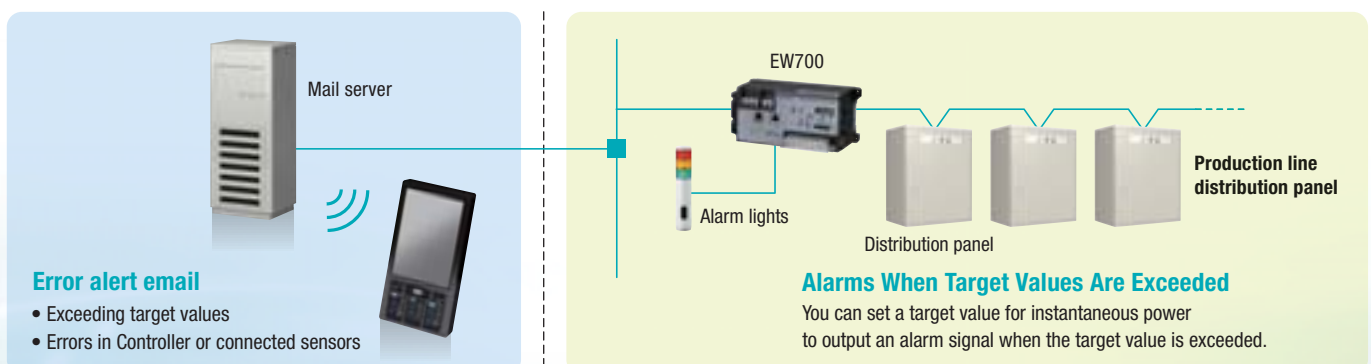 Mail server
Error alert email
• Exceeding target values
• Errors in Controller or connected sensors
EW700
Alarm lights
Distribution panel
Production line
distribution panel
Alarms When Target Values Are Exceeded
You can set a target value for instantaneous power
to output an alarm signal when the target value is exceeded.